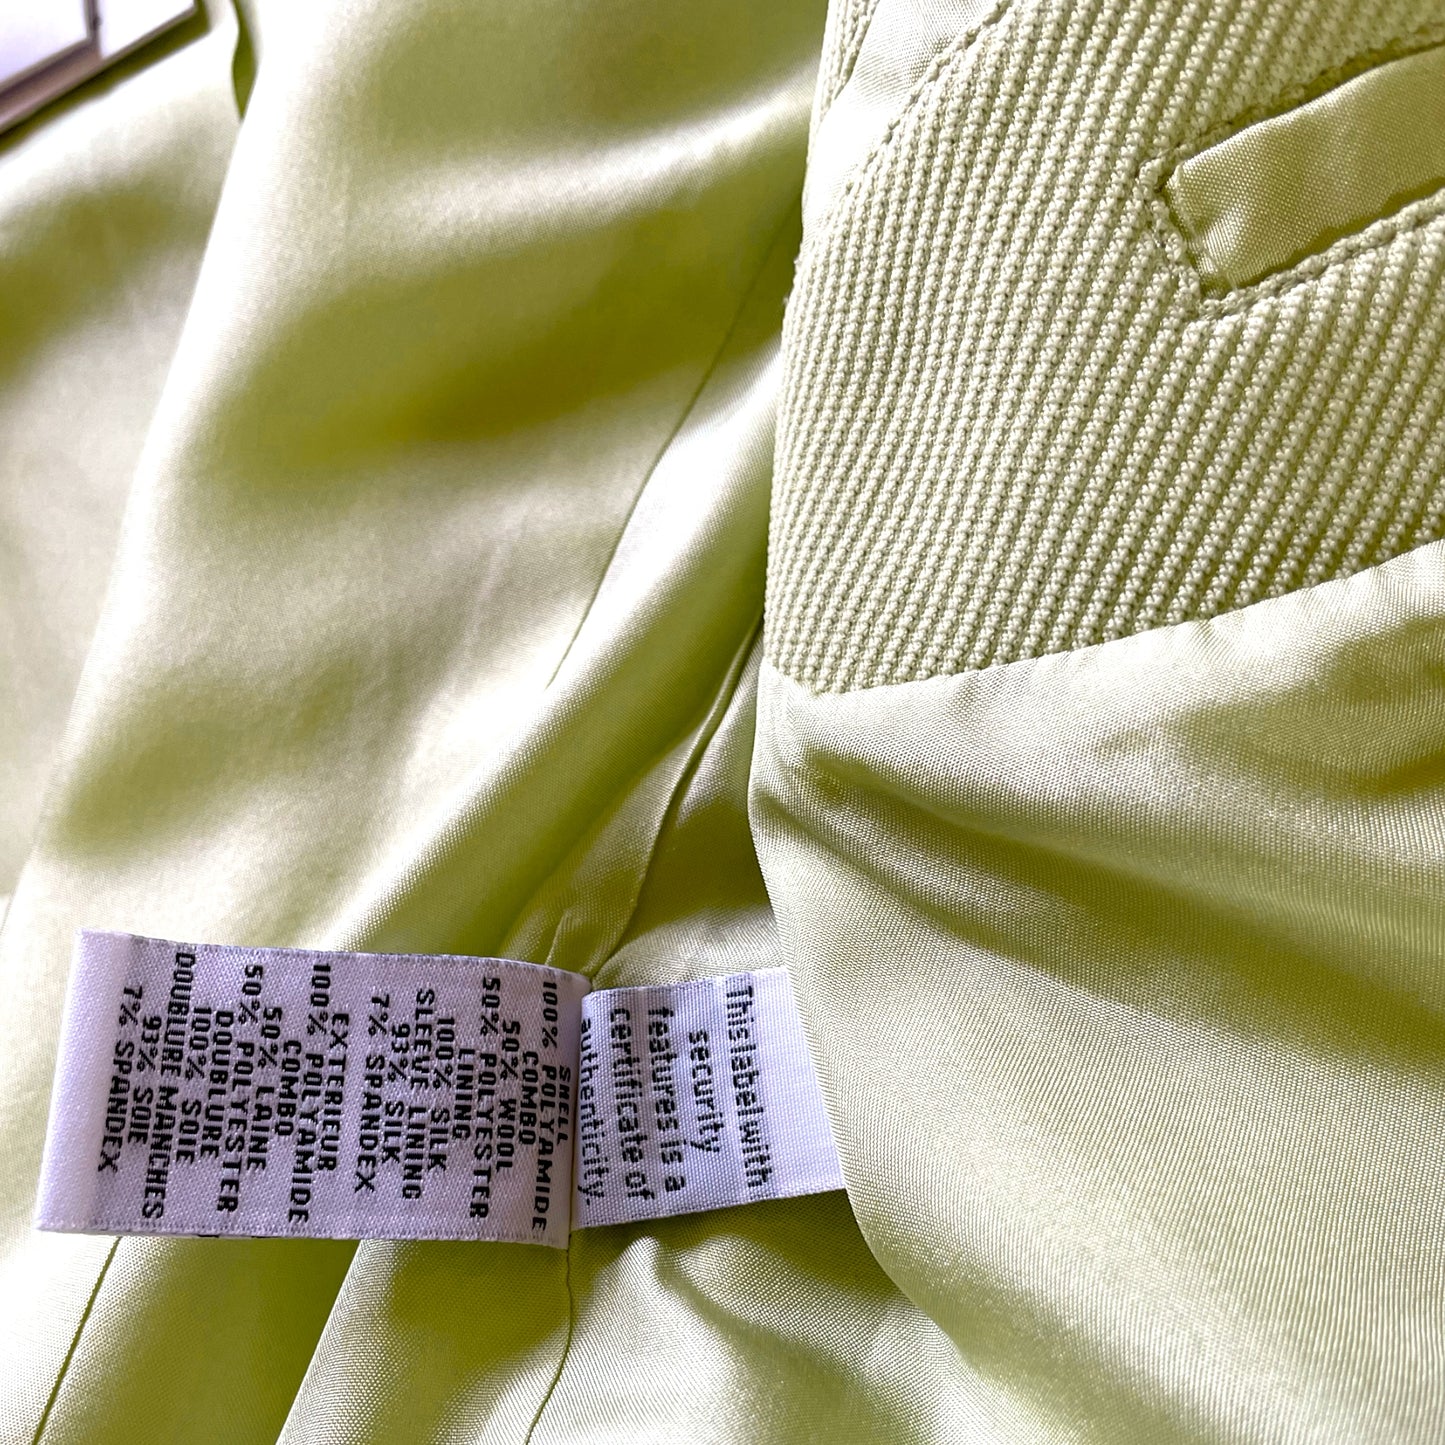 SHELL
100% POLYAMIDE
COMBO
50% WOOL
50% POLYESTER
LINING
100% SILK
SLEEVE LINING
93% SILK
7% SPANDEX
EXTERIEUR
100% POLYAMIDE
COMBO
50% LAINE
50% POLYESTER
DOUBLURE
100% SOIE
DOUBLURE MANCHES
93% SOIE
7% SPANDEX
This label with
security
features is a
certificate of
authenticity.